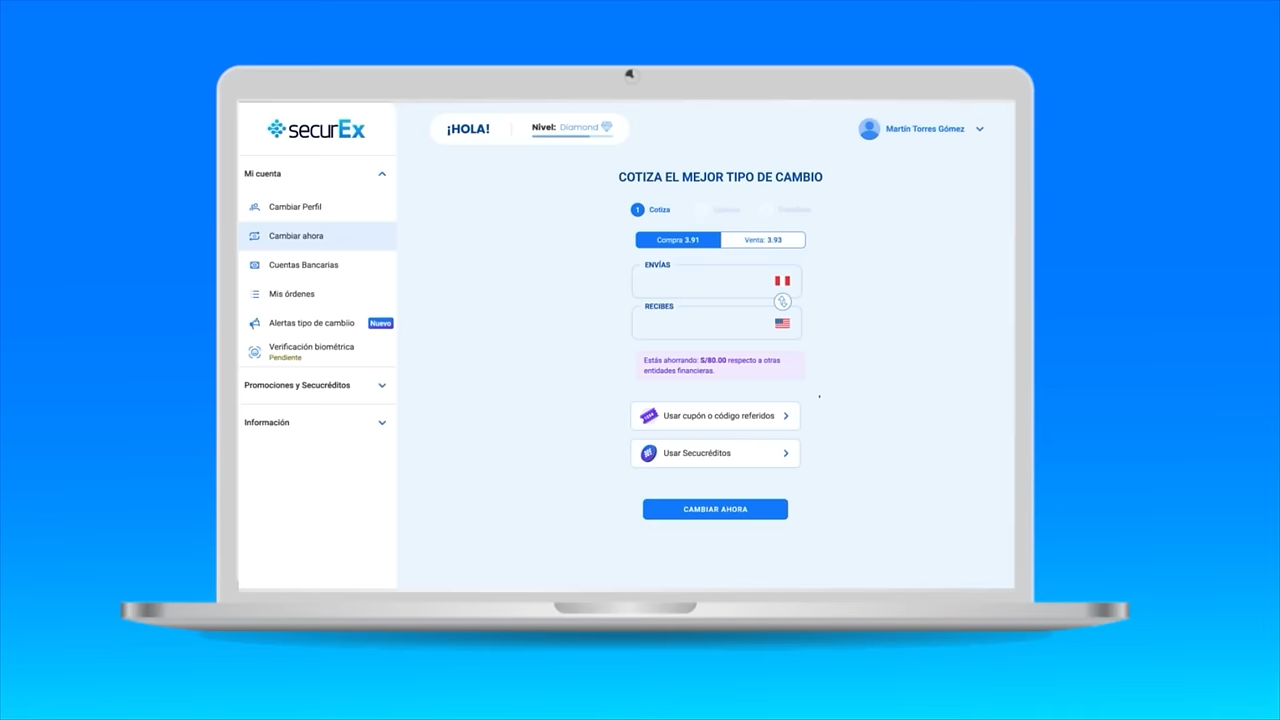 securEx
Mi cuenta
Cambiar Perfil
Cambiar ahora
Cuentas Bancarias
Mis órdenes
Alertas tipo de cambiio Nuevo
Verificación biométrica
Pendiente
Promociones y Secucréditos
Información
¡HOLA! Nivel: Diamond
Martín Torres Gómez
COTIZA EL MEJOR TIPO DE CAMBIO
1 Cotiza
Compra 3.91 Venta: 3.93
ENVÍAS
RECIBES
Estás ahorrando: S/80.00 respecto a otras
entidades financieras.
Usar cupón o código referidos
Usar Secucréditos
CAMBIAR AHORA